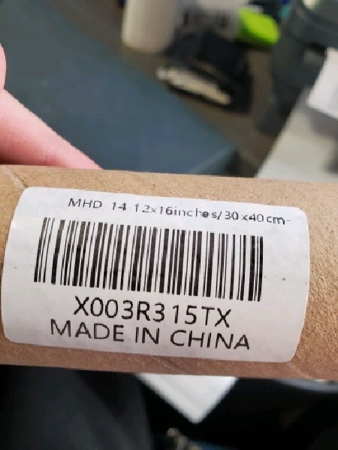 MHD 14 12x16inches/30x40cm
X003R315TX
MADE IN CHINA